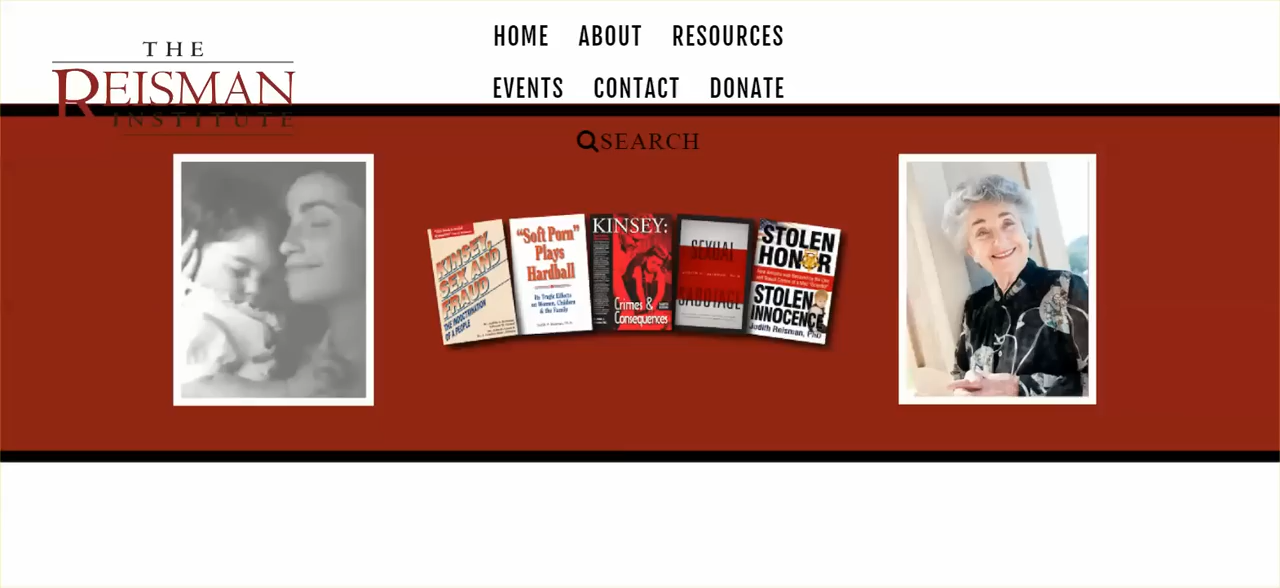 THE
REISMAN
INSTITUTE
HOME ABOUT RESOURCES
EVENTS CONTACT DONATE
SEARCH
KINSEY,
SEX AND
FRAUD
THE INDOCTRINATION
OF A PEOPLE
"Soft Porn"
Plays
Hardball
Its Tragic Effects
on Women, Children
& the Family
KINSEY:
Crimes &
Consequences
SEXUAL
SABOTAGE
STOLEN
HONOR
STOLEN
INNOCENCE
Judith Reisman, PhD